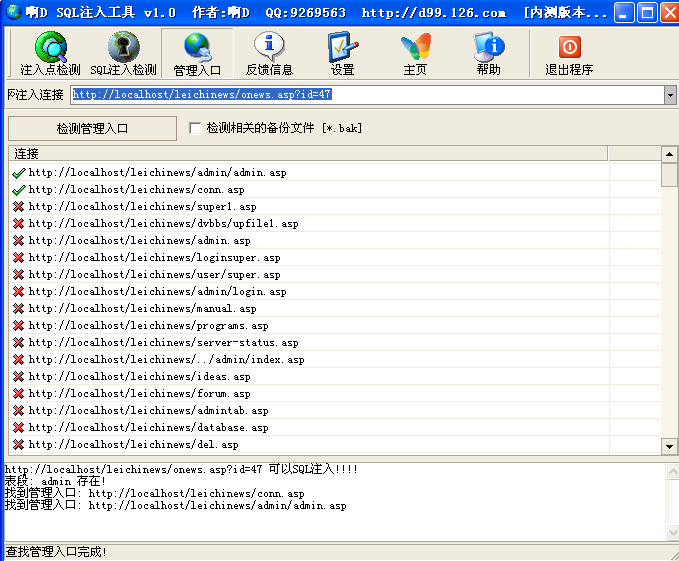 啊D SQL注入工具 v1.0 作者:啊D QQ:9269563 http://d99.126.com [内测版本...
注入点检测 SQL注入检测 管理入口 反馈信息 设置 主页 帮助 退出程序
注入连接 http://localhost/leichinews/onews.asp?id=47
检测管理入口 检测相关的备份文件 [*.bak]
连接
http://localhost/leichinews/admin/admin.asp
http://localhost/leichinews/conn.asp
http://localhost/leichinews/super1.asp
http://localhost/leichinews/dvbbs/upfile1.asp
http://localhost/leichinews/admin.asp
http://localhost/leichinews/loginsuper.asp
http://localhost/leichinews/user/super.asp
http://localhost/leichinews/admin/login.asp
http://localhost/leichinews/manual.asp
http://localhost/leichinews/programs.asp
http://localhost/leichinews/server-status.asp
http://localhost/leichinews/../admin/index.asp
http://localhost/leichinews/ideas.asp
http://localhost/leichinews/forum.asp
http://localhost/leichinews/admintab.asp
http://localhost/leichinews/database.asp
http://localhost/leichinews/del.asp
http://localhost/leichinews/onews.asp?id=47 可以SQL注入!!!!
表段: admin 存在!
找到管理入口: http://localhost/leichinews/conn.asp
找到管理入口: http://localhost/leichinews/admin/admin.asp
查找管理入口完成!